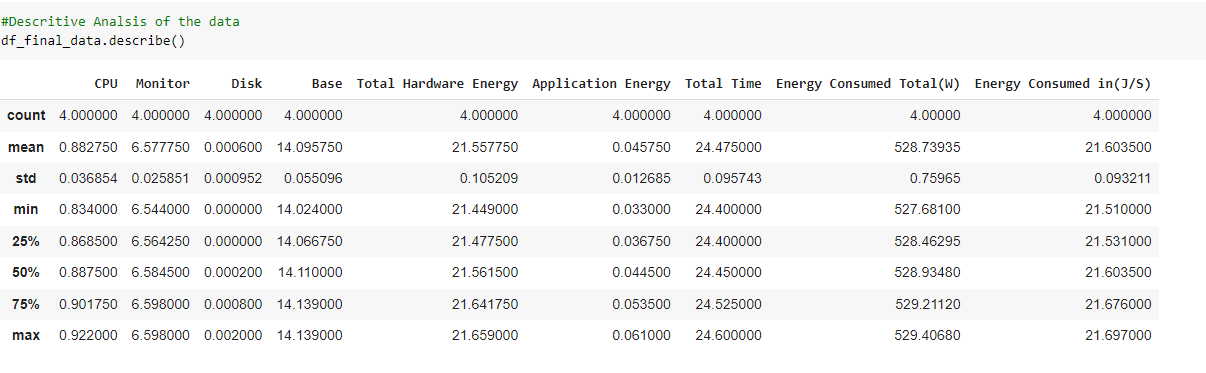 #Descritive Analsis of the data
df_final_data.describe()
CPU Monitor Disk Base Total Hardware Energy Application Energy Total Time Energy Consumed Total(W) Energy Consumed in(J/S)
count 4.000000 4.000000 4.000000 4.000000 4.000000 4.000000 4.000000 4.00000 4.000000
mean 0.882750 6.577750 0.000600 14.095750 21.557750 0.045750 24.475000 528.73935 21.603500
std 0.036854 0.025851 0.000952 0.055096 0.105209 0.012685 0.095743 0.75965 0.093211
min 0.834000 6.544000 0.000000 14.024000 21.449000 0.033000 24.400000 527.68100 21.510000
25% 0.868500 6.564250 0.000000 14.066750 21.477500 0.036750 24.400000 528.46295 21.531000
50% 0.887500 6.584500 0.000200 14.110000 21.561500 0.044500 24.450000 528.93480 21.603500
75% 0.901750 6.598000 0.000800 14.139000 21.641750 0.053500 24.525000 529.21120 21.676000
max 0.922000 6.598000 0.002000 14.139000 21.659000 0.061000 24.600000 529.40680 21.697000